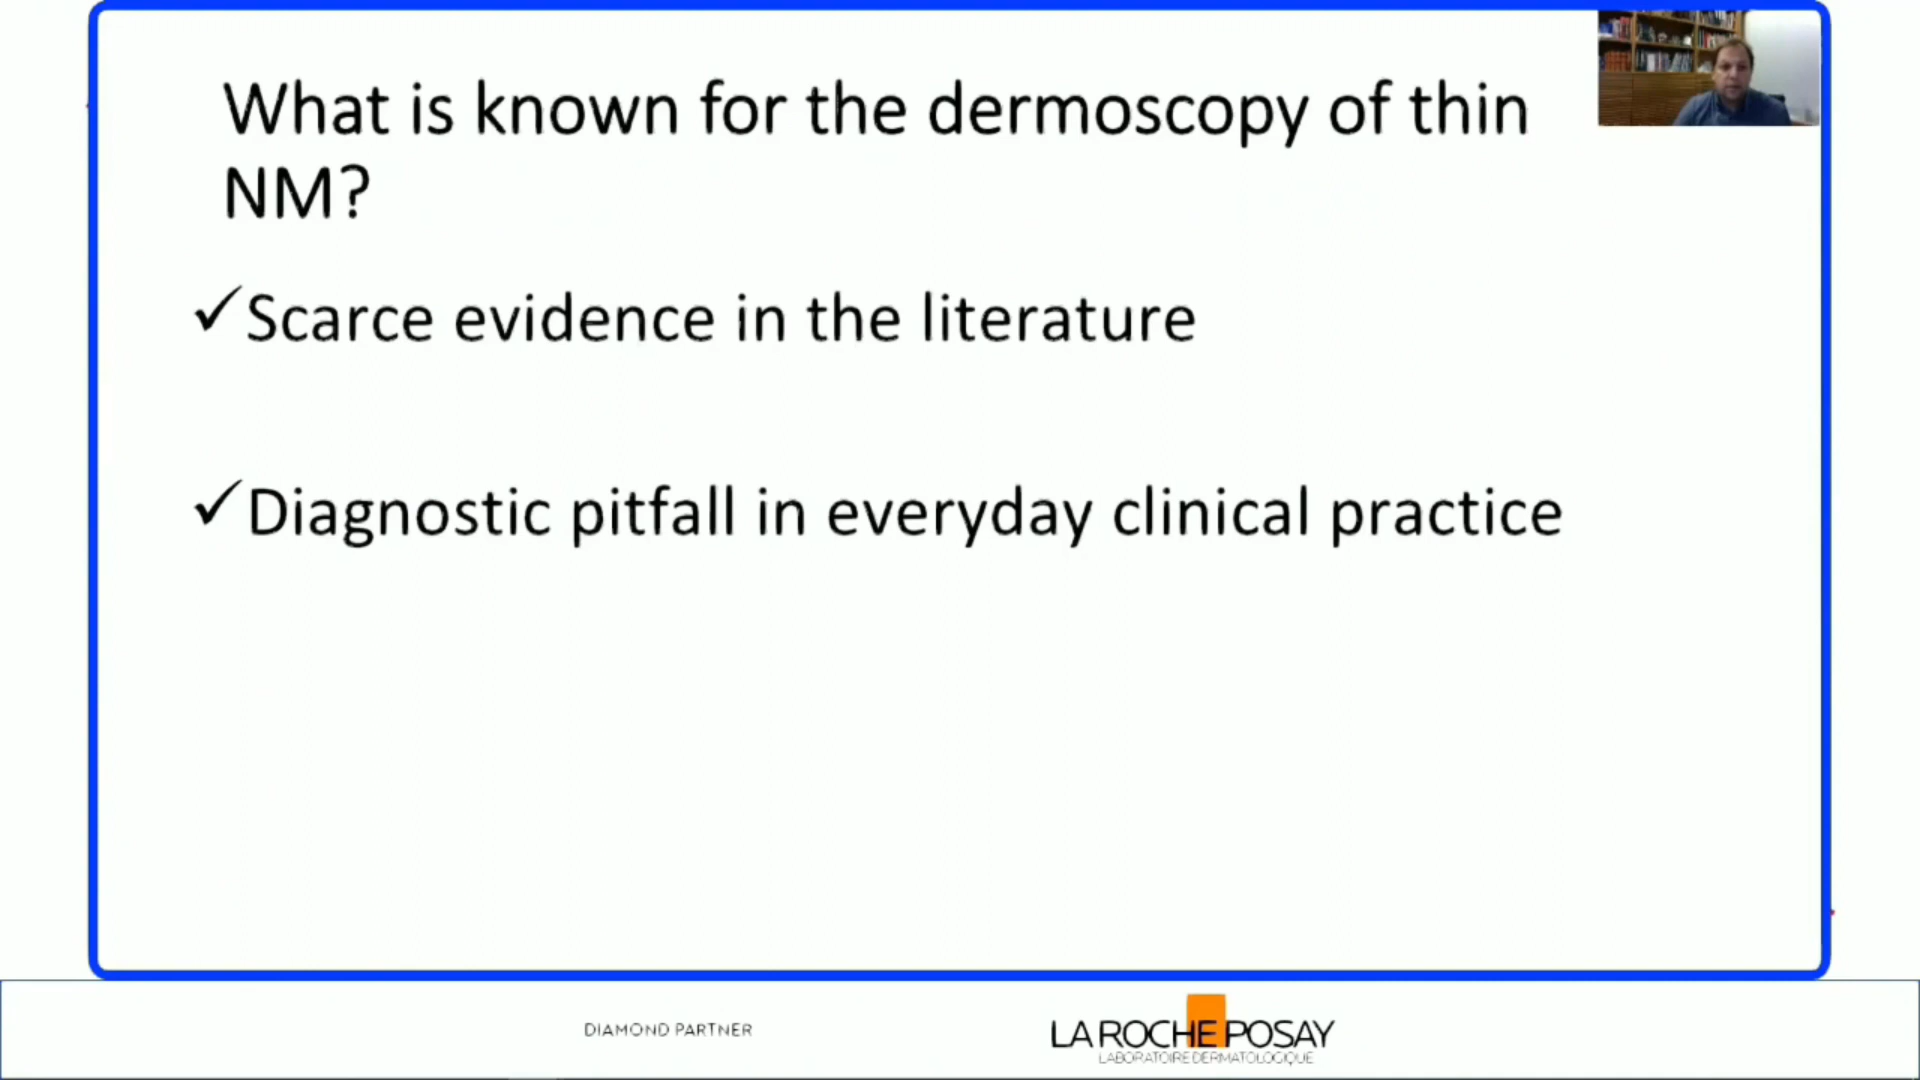 What is known for the dermoscopy of thin
NM?
✓Scarce evidence in the literature
✓Diagnostic pitfall in everyday clinical practice
DIAMOND PARTNER
LA ROCHE POSAY
LABORATOIRE DERMATOLOGIQUE